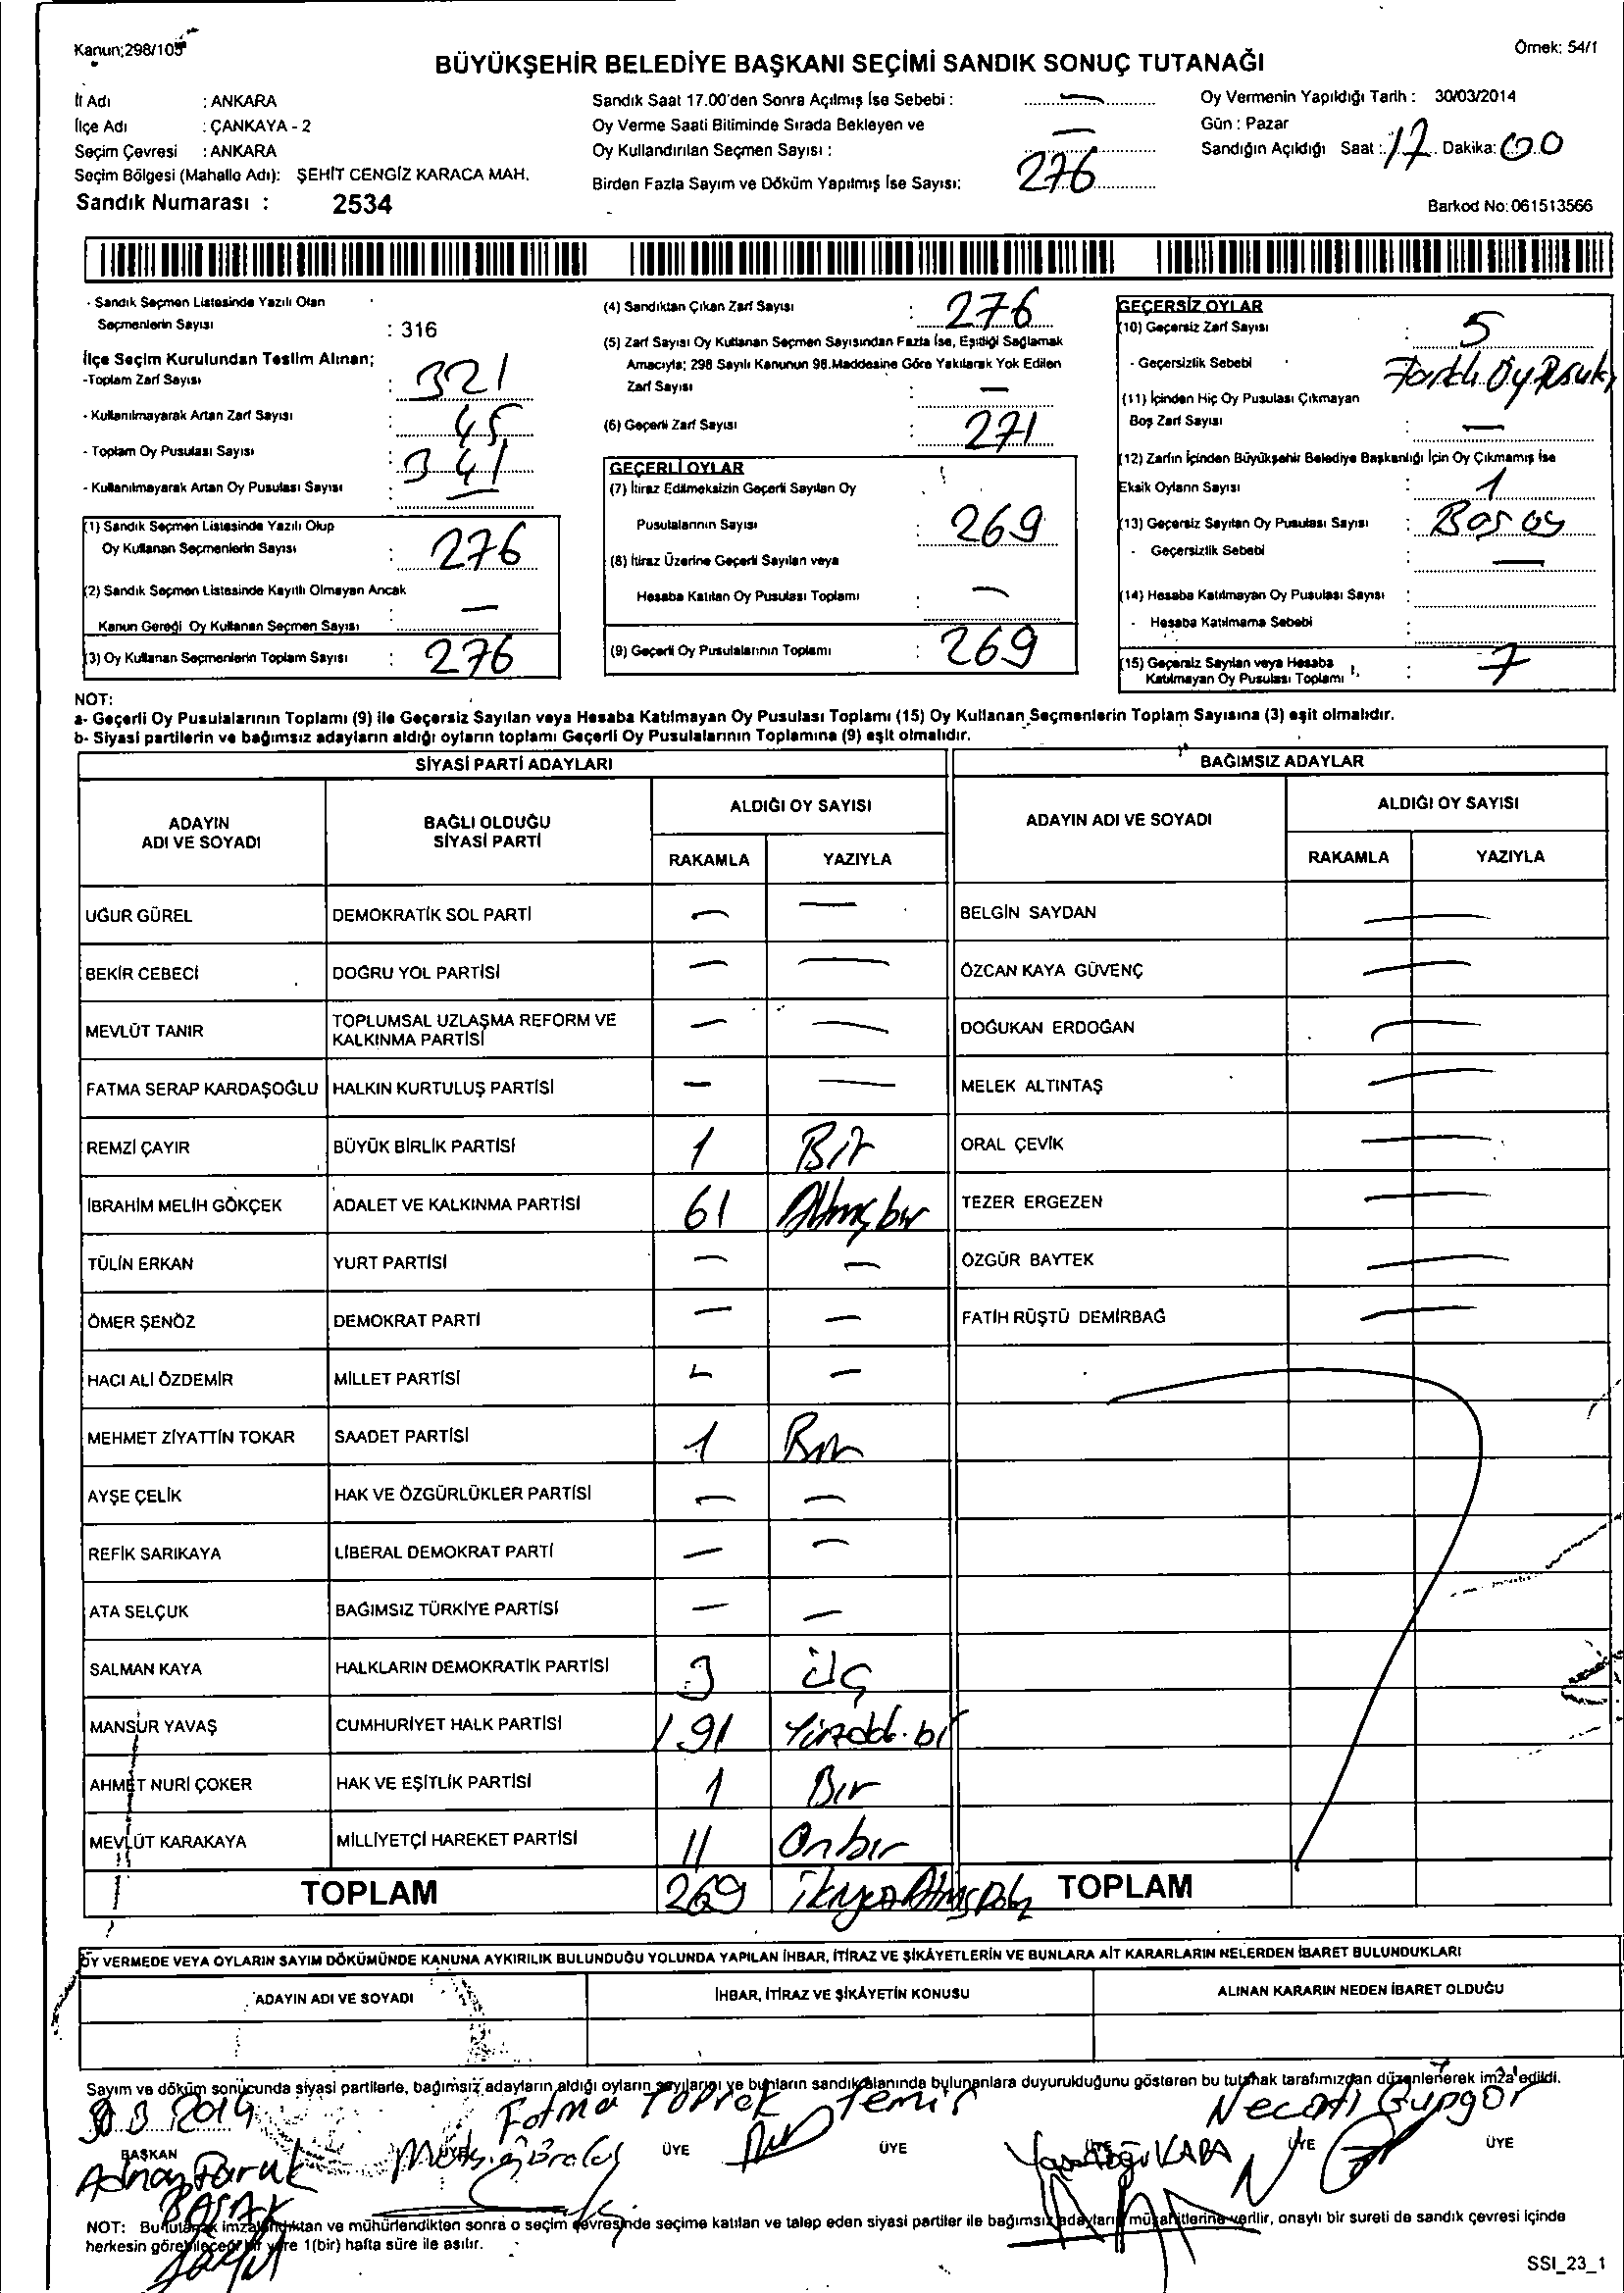 Kanun;298/105
Örnek: 54/1
BÜYÜKŞEHİR BELEDİYE BAŞKANI SEÇİMİ SANDIK SONUÇ TUTANAĞI
İl Adı : ANKARA
İlçe Adı : ÇANKAYA - 2
Seçim Çevresi : ANKARA
Seçim Bölgesi (Mahalle Adı): ŞEHİT CENGİZ KARACA MAH.
Sandık Numarası : 2534
Sandık Saat 17.00'den Sonra Açılmış İse Sebebi : —
Oy Verme Saati Bitiminde Sırada Bekleyen ve
Oy Kullandırılan Seçmen Sayısı : —
Birden Fazla Sayım ve Döküm Yapılmış İse Sayısı: 276
Oy Vermenin Yapıldığı Tarih : 30/03/2014
Gün : Pazar
Sandığın Açıldığı Saat : 17 Dakika: 00
Barkod No: 061513566
- Sandık Seçmen Listesinde Yazılı Olan
Seçmenlerin Sayısı : 316
İlçe Seçim Kurulundan Teslim Alınan;
-Toplam Zarf Sayısı : 321
- Kullanılmayarak Artan Zarf Sayısı : 45
- Toplam Oy Pusulası Sayısı : 341
- Kullanılmayarak Artan Oy Pusulası Sayısı : —
(1) Sandık Seçmen Listesinde Yazılı Olup
Oy Kullanan Seçmenlerin Sayısı : 276
(2) Sandık Seçmen Listesinde Kayıtlı Olmayan Ancak
Kanun Gereği Oy Kullanan Seçmen Sayısı : —
(3) Oy Kullanan Seçmenlerin Toplam Sayısı : 276
(4) Sandıktan Çıkan Zarf Sayısı : 276
(5) Zarf Sayısı Oy Kullanan Seçmen Sayısından Fazla İse, Eşitliği Sağlamak
Amacıyla; 298 Sayılı Kanunun 98.Maddesine Göre Yakılarak Yok Edilen
Zarf Sayısı : —
(6) Geçerli Zarf Sayısı : 271
GEÇERLİ OYLAR
(7) İtiraz Edilmeksizin Geçerli Sayılan Oy
Pusulalarının Sayısı : 269
(8) İtiraz Üzerine Geçerli Sayılan veya
Hesaba Katılan Oy Pusulası Toplamı : —
(9) Geçerli Oy Pusulalarının Toplamı : 269
GEÇERSİZ OYLAR
(10) Geçersiz Zarf Sayısı : 5
- Geçersizlik Sebebi : Farklı Oy Pusulası
(11) İçinden Hiç Oy Pusulası Çıkmayan
Boş Zarf Sayısı : —
(12) Zarfın İçinden Büyükşehir Belediye Başkanlığı İçin Oy Çıkmamış İse
Eksik Oyların Sayısı : 1
(13) Geçersiz Sayılan Oy Pusulası Sayısı : Boş oy
- Geçersizlik Sebebi : —
(14) Hesaba Katılmayan Oy Pusulası Sayısı :
- Hesaba Katılmama Sebebi :
(15) Geçersiz Sayılan veya Hesaba
Katılmayan Oy Pusulası Toplamı : 7
NOT:
a- Geçerli Oy Pusulalarının Toplamı (9) ile Geçersiz Sayılan veya Hesaba Katılmayan Oy Pusulası Toplamı (15) Oy Kullanan Seçmenlerin Toplam Sayısına (3) eşit olmalıdır.
b- Siyasi partilerin ve bağımsız adayların aldığı oyların toplamı Geçerli Oy Pusulalarının Toplamına (9) eşit olmalıdır.
SİYASİ PARTİ ADAYLARI
ADAYIN ADI VE SOYADI BAĞLI OLDUĞU SİYASİ PARTİ ALDIĞI OY SAYISI
RAKAMLA YAZIYLA
UĞUR GÜREL DEMOKRATİK SOL PARTİ — —
BEKİR CEBECİ DOĞRU YOL PARTİSİ — —
MEVLÜT TANIR TOPLUMSAL UZLAŞMA REFORM VE KALKINMA PARTİSİ — —
FATMA SERAP KARDAŞOĞLU HALKIN KURTULUŞ PARTİSİ — —
REMZİ ÇAYIR BÜYÜK BİRLİK PARTİSİ 1 Bir
İBRAHİM MELİH GÖKÇEK ADALET VE KALKINMA PARTİSİ 61 Altmış bir
TÜLİN ERKAN YURT PARTİSİ — —
ÖMER ŞENÖZ DEMOKRAT PARTİ — —
HACI ALİ ÖZDEMİR MİLLET PARTİSİ — —
MEHMET ZİYATTİN TOKAR SAADET PARTİSİ 1 Bir
AYŞE ÇELİK HAK VE ÖZGÜRLÜKLER PARTİSİ — —
REFİK SARIKAYA LİBERAL DEMOKRAT PARTİ — —
ATA SELÇUK BAĞIMSIZ TÜRKİYE PARTİSİ — —
SALMAN KAYA HALKLARIN DEMOKRATİK PARTİSİ 3 üç
MANSUR YAVAŞ CUMHURİYET HALK PARTİSİ 191 Yüzdok. bi
AHMET NURİ ÇOKER HAK VE EŞİTLİK PARTİSİ 1 Bir
MEVLÜT KARAKAYA MİLLİYETÇİ HAREKET PARTİSİ 11 Onbir
TOPLAM 269
BAĞIMSIZ ADAYLAR
ADAYIN ADI VE SOYADI ALDIĞI OY SAYISI
RAKAMLA YAZIYLA
BELGİN SAYDAN —
ÖZCAN KAYA GÜVENÇ —
DOĞUKAN ERDOĞAN —
MELEK ALTINTAŞ —
ORAL ÇEVİK —
TEZER ERGEZEN —
ÖZGÜR BAYTEK —
FATİH RÜŞTÜ DEMİRBAĞ —
TOPLAM
OY VERMEDE VEYA OYLARIN SAYIM DÖKÜMÜNDE KANUNA AYKIRILIK BULUNDUĞU YOLUNDA YAPILAN İHBAR, İTİRAZ VE ŞİKÂYETLERİN VE BUNLARA AİT KARARLARIN NELERDEN İBARET BULUNDUKLARI
ADAYIN ADI VE SOYADI İHBAR, İTİRAZ VE ŞİKÂYETİN KONUSU ALINAN KARARIN NEDEN İBARET OLDUĞU
Sayım ve döküm sonucunda siyasi partilerle, bağımsız adayların aldığı oyların sayılarını ve bunların sandık alanında bulunanlara duyurulduğunu gösteren bu tutanak tarafımızdan düzenlenerek imza edildi.
30 3 2014 Fatma Toprak Temir Necati Güngör
BAŞKAN ÜYE ÜYE ÜYE ÜYE ÜYE ÜYE
Adnan Faruk
BAŞAK
NOT: Bu tutanak imzalandıktan ve mühürlendikten sonra o seçim çevresinde seçime katılan ve talep eden siyasi partiler ile bağımsız adayların müşahitlerine verilir, onaylı bir sureti de sandık çevresi içinde
herkesin görebileceği bir yere 1(bir) hafta süre ile asılır.
SSI_23_1